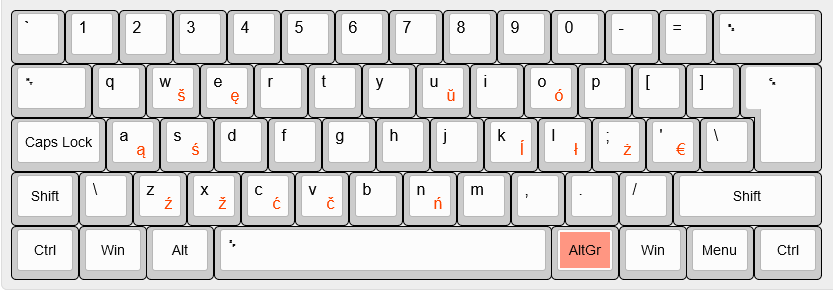 ` 1 2 3 4 5 6 7 8 9 0 - =
q w š e ę r t y u ŭ i o ó p [ ]
Caps Lock a ą s ś d f g h j k ĺ l ł ; ż ' € \
Shift \ z ź x ž c ć v č b n ń m , . / Shift
Ctrl Win Alt AltGr Win Menu Ctrl